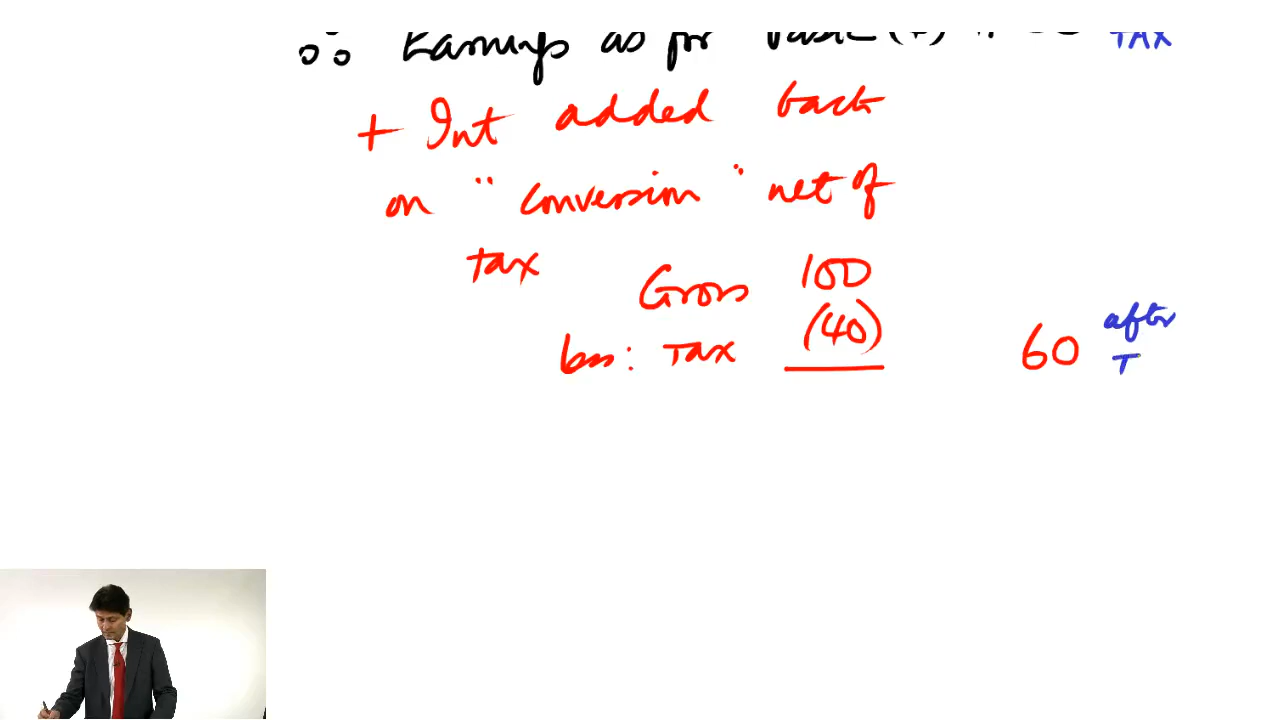 ∴ Earnings as per TAX
+ Int added back
on "conversion" net of
tax Gross 100
less: Tax (40) 60 after
T